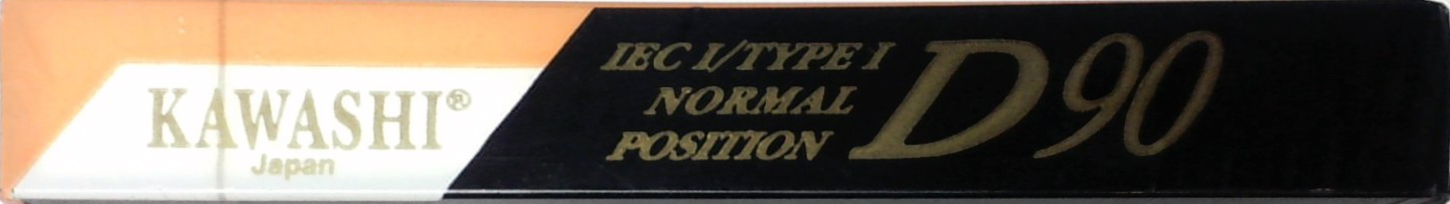 KAWASHI®
Japan
IEC I/TYPE I
NORMAL
POSITION
D90